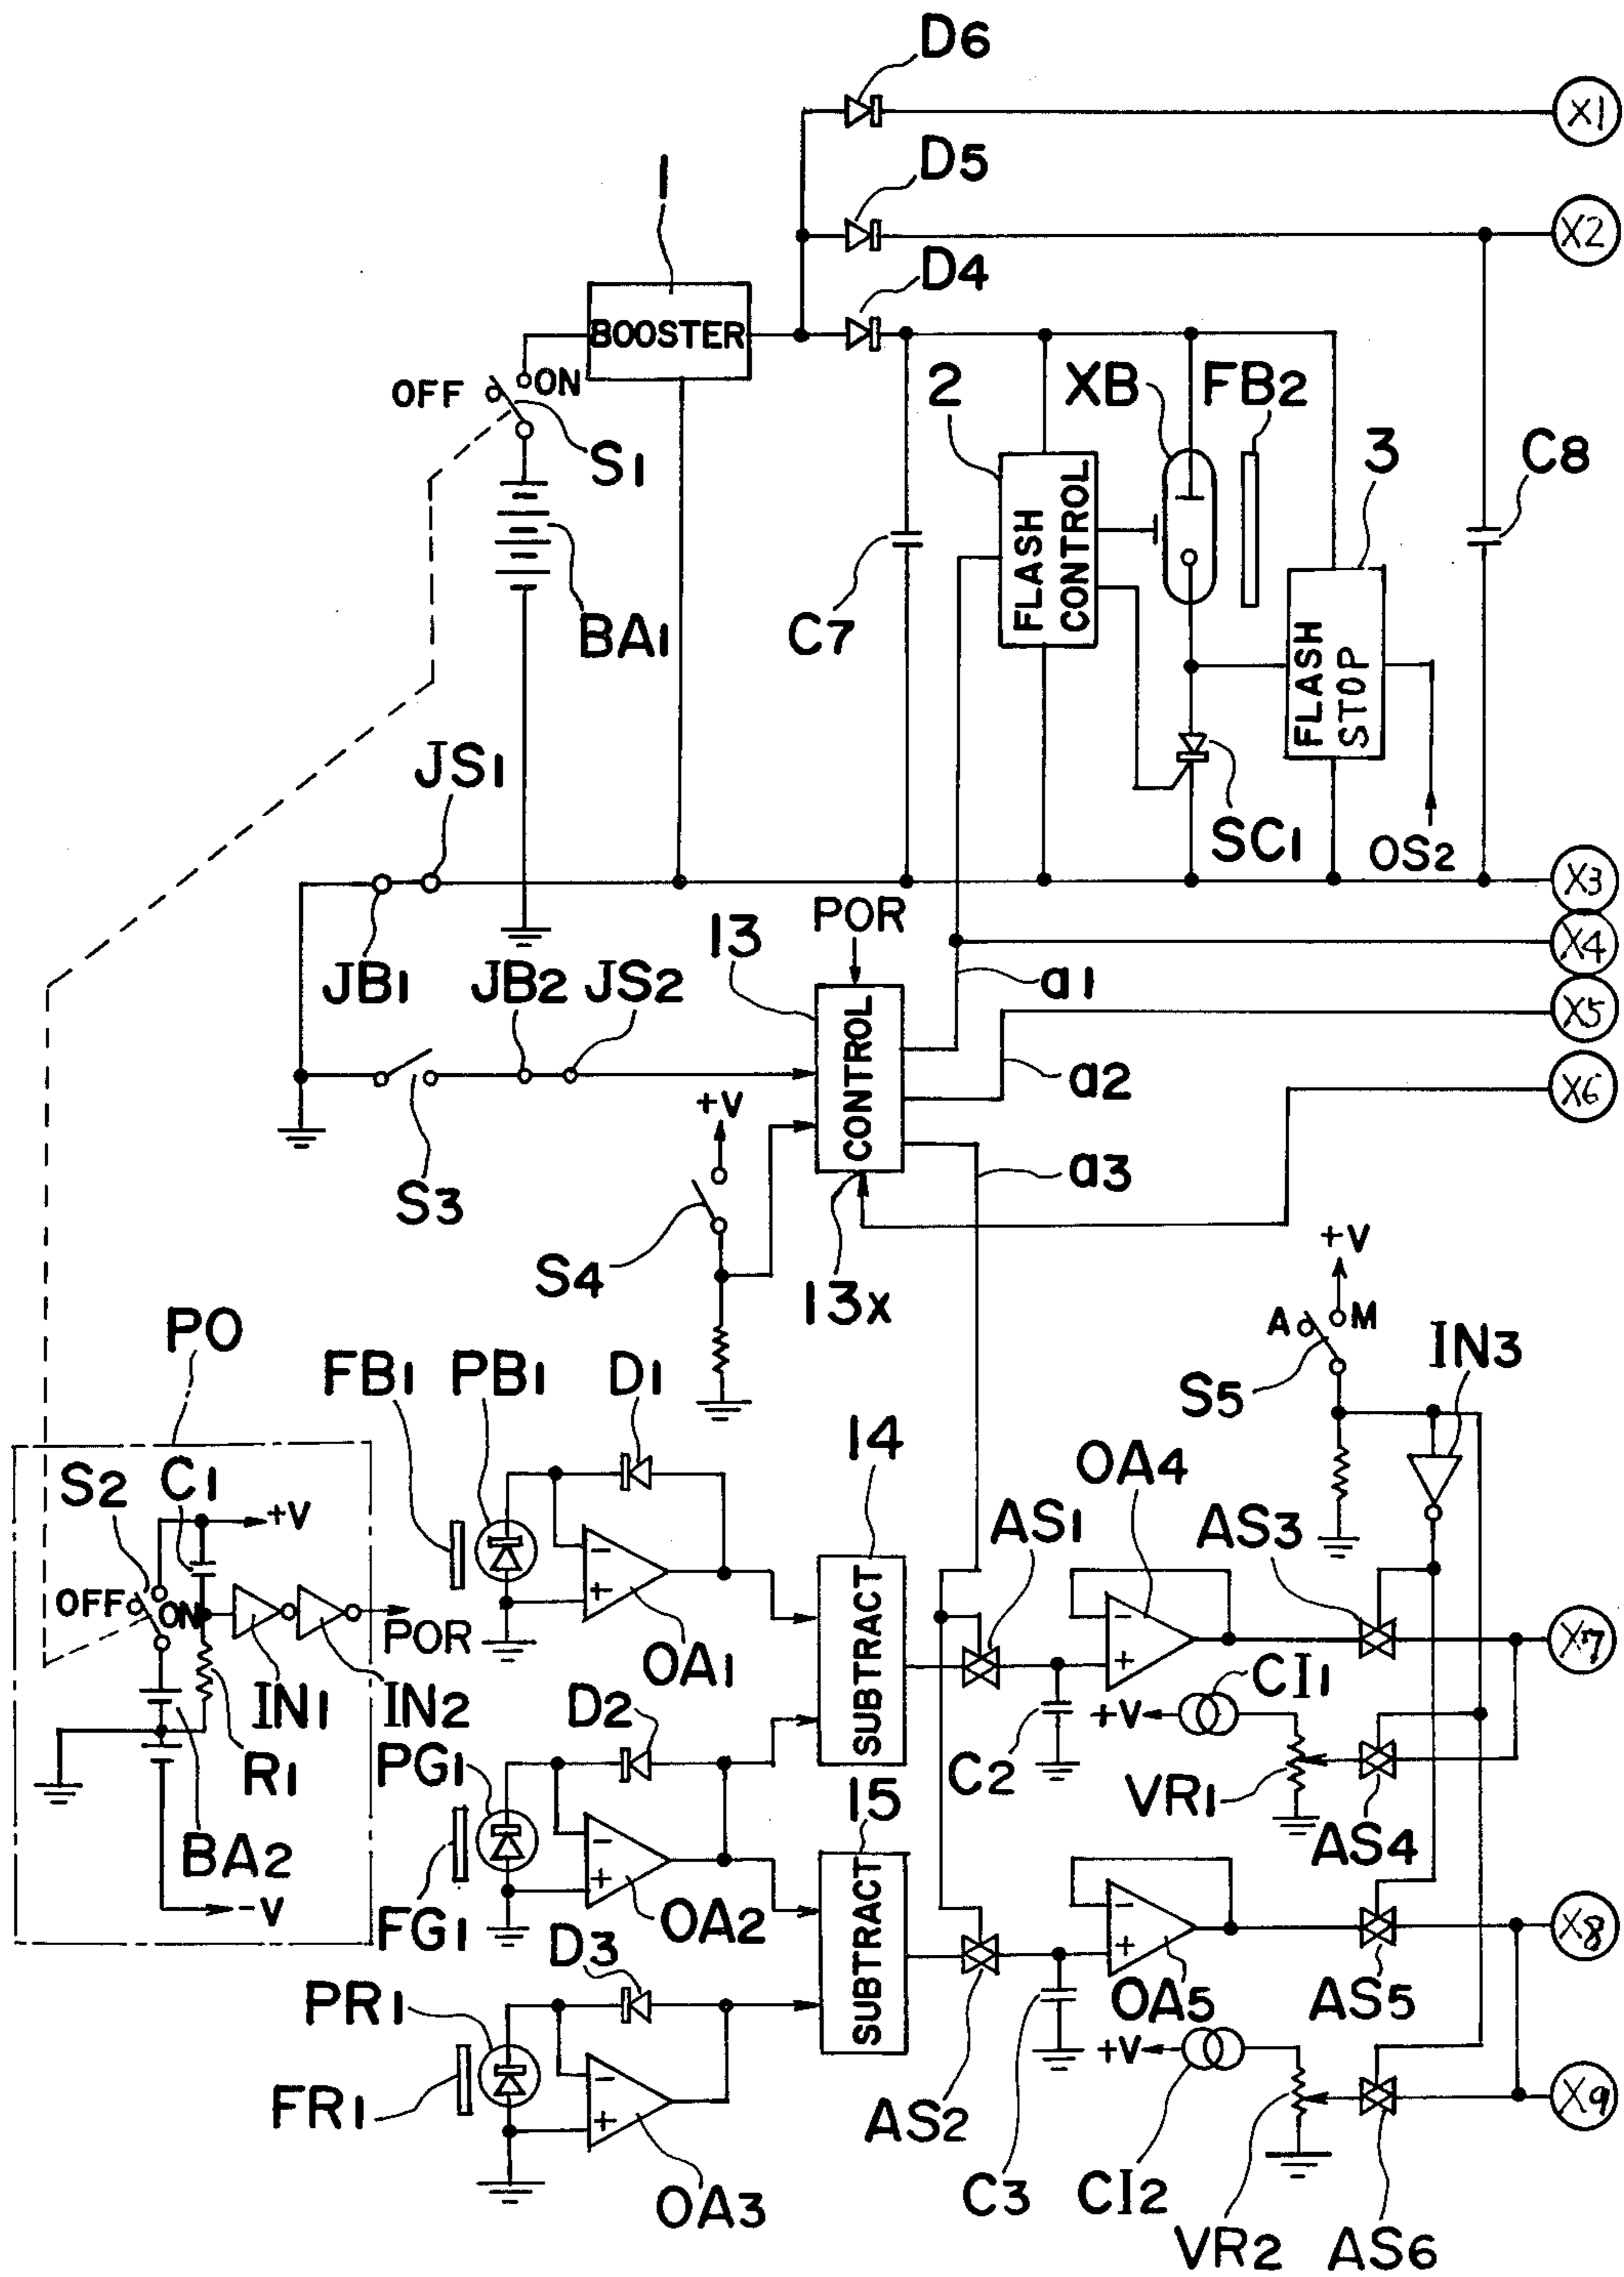 D6
X1
D5
X2
1
D4
BOOSTER
OFF
ON
S1
2
XB
FB2
3
C8
FLASH CONTROL
C7
BA1
FLASH STOP
JS1
SC1
OS2
X3
13
POR
X4
JB1
JB2
JS2
a1
X5
CONTROL
a2
X6
+V
S3
a3
S4
13x
+V
A
M
IN3
S5
PO
FB1
PB1
D1
14
OA4
S2
C1
+V
AS1
AS3
OFF
ON
POR
SUBTRACT
OA1
X7
IN1
IN2
D2
+V
CI1
R1
PG1
C2
VR1
15
AS4
BA2
-V
FG1
OA2
SUBTRACT
X8
D3
OA5
AS5
PR1
+V
FR1
AS2
X9
OA3
C3
CI2
VR2
AS6